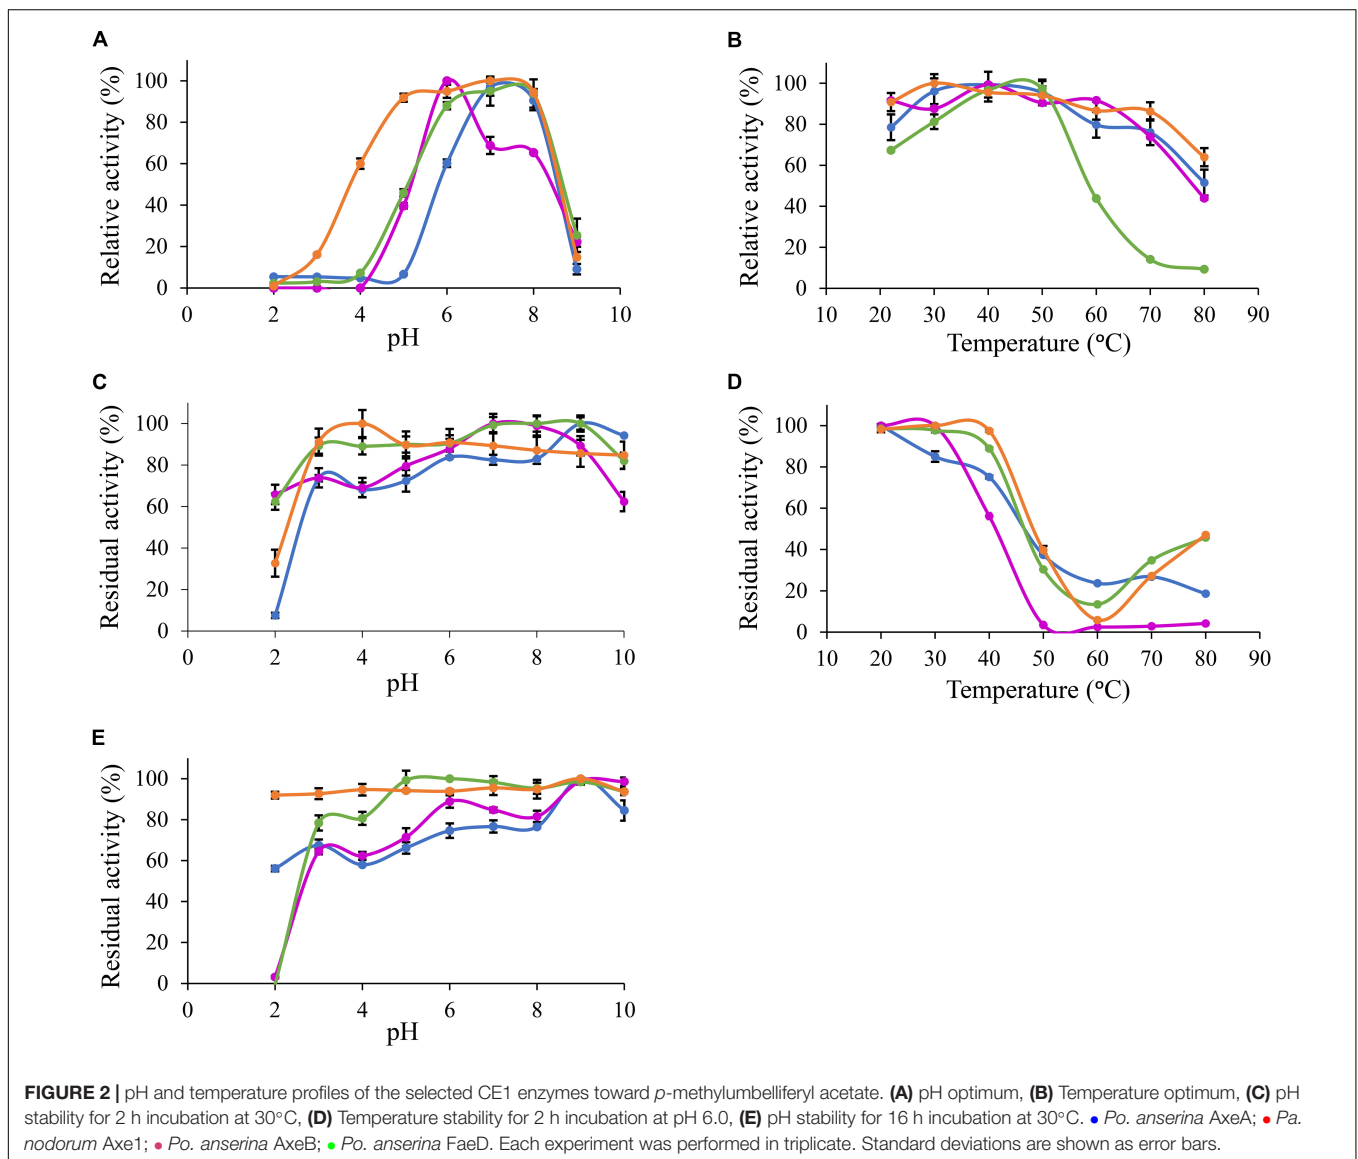 A
Relative activity (%)
100
80
60
40
20
0
0 2 4 6 8 10
pH
B
Relative activity (%)
100
80
60
40
20
0
10 20 30 40 50 60 70 80 90
Temperature (°C)
C
Residual activity (%)
100
80
60
40
20
0
0 2 4 6 8 10
pH
D
Residual activity (%)
100
80
60
40
20
0
10 20 30 40 50 60 70 80 90
Temperature (°C)
E
Residual activity (%)
100
80
60
40
20
0
0 2 4 6 8 10
pH
FIGURE 2 | pH and temperature profiles of the selected CE1 enzymes toward p-methylumbelliferyl acetate. (A) pH optimum, (B) Temperature optimum, (C) pH
stability for 2 h incubation at 30°C, (D) Temperature stability for 2 h incubation at pH 6.0, (E) pH stability for 16 h incubation at 30°C. • Po. anserina AxeA; • Pa.
nodorum Axe1; • Po. anserina AxeB; • Po. anserina FaeD. Each experiment was performed in triplicate. Standard deviations are shown as error bars.